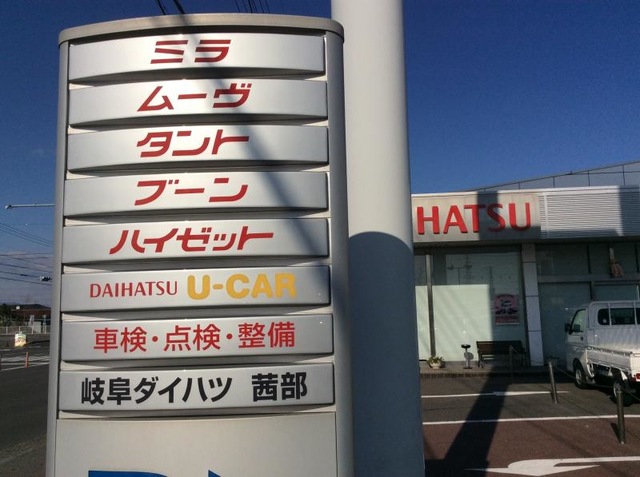 ミラ
ムーヴ
タント
ブーン
ハイゼット
DAIHATSU U-CAR
車検・点検・整備
岐阜ダイハツ 茜部
HATSU